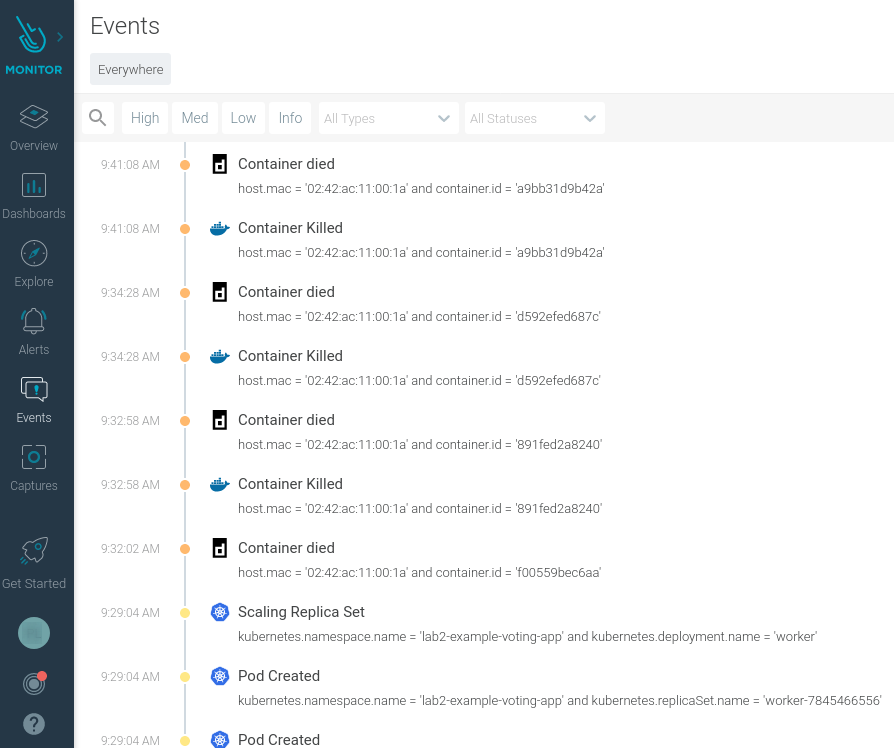 MONITOR
Overview
Dashboards
Explore
Alerts
Events
Captures
Get Started
Events
Everywhere
High Med Low Info All Types All Statuses
9:41:08 AM Container died
host.mac = '02:42:ac:11:00:1a' and container.id = 'a9bb31d9b42a'
9:41:08 AM Container Killed
host.mac = '02:42:ac:11:00:1a' and container.id = 'a9bb31d9b42a'
9:34:28 AM Container died
host.mac = '02:42:ac:11:00:1a' and container.id = 'd592efed687c'
9:34:28 AM Container Killed
host.mac = '02:42:ac:11:00:1a' and container.id = 'd592efed687c'
9:32:58 AM Container died
host.mac = '02:42:ac:11:00:1a' and container.id = '891fed2a8240'
9:32:58 AM Container Killed
host.mac = '02:42:ac:11:00:1a' and container.id = '891fed2a8240'
9:32:02 AM Container died
host.mac = '02:42:ac:11:00:1a' and container.id = 'f00559bec6aa'
9:29:04 AM Scaling Replica Set
kubernetes.namespace.name = 'lab2-example-voting-app' and kubernetes.deployment.name = 'worker'
9:29:04 AM Pod Created
kubernetes.namespace.name = 'lab2-example-voting-app' and kubernetes.replicaSet.name = 'worker-7845466556'
9:29:04 AM Pod Created